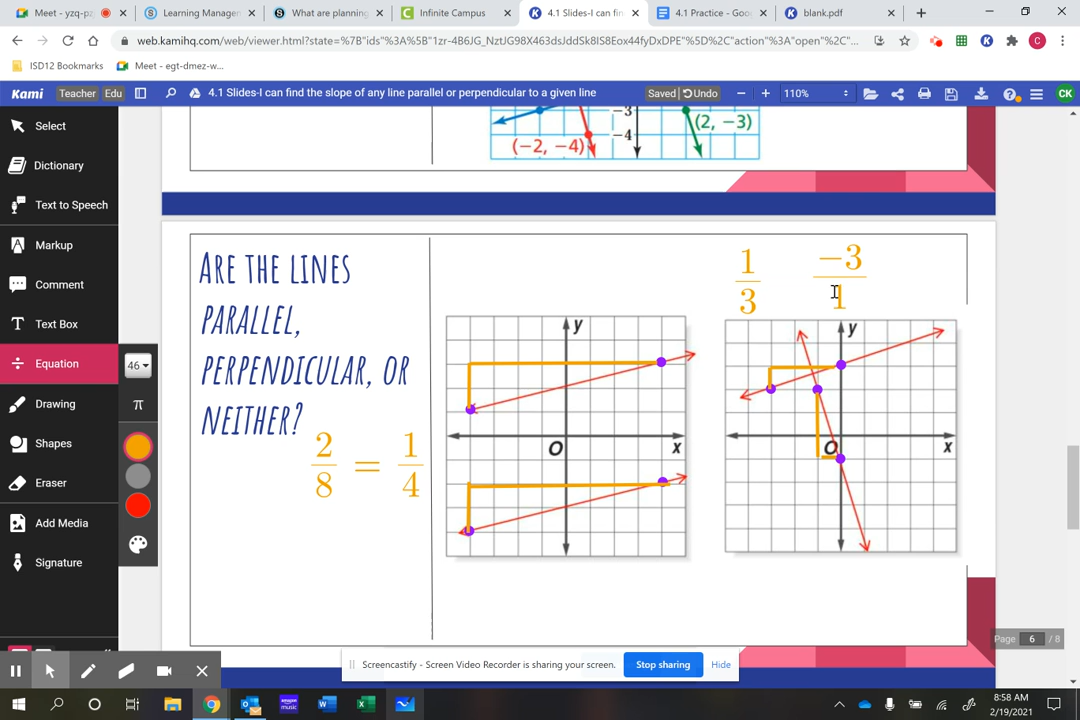 Meet - yzq-pz
Learning Managem
What are planning
Infinite Campus
4.1 Slides-I can fin
4.1 Practice - Goo
blank.pdf
web.kamihq.com/web/viewer.html?state=%7B"ids"%3A%5B"1zr-4B6JG_NztJG98X463dsJddSk8IS8Eox44fyDxDPE"%5D%2C"action"%3A"open"%2C"...
ISD12 Bookmarks
Meet - egt-dmez-w...
Kami
Teacher
Edu
4.1 Slides-I can find the slope of any line parallel or perpendicular to a given line
Saved
Undo
110%
CK
Select
Dictionary
Text to Speech
Markup
Comment
Text Box
Equation
Drawing
Shapes
Eraser
Add Media
Signature
46
π
−3
−4
(2, −3)
(−2, −4)
ARE THE LINES
PARALLEL,
PERPENDICULAR, OR
NEITHER?
2/8 = 1/4
y
O
x
1/3
−3/1
y
O
x
Page 6 / 8
Screencastify - Screen Video Recorder is sharing your screen.
Stop sharing
Hide
8:58 AM
2/19/2021